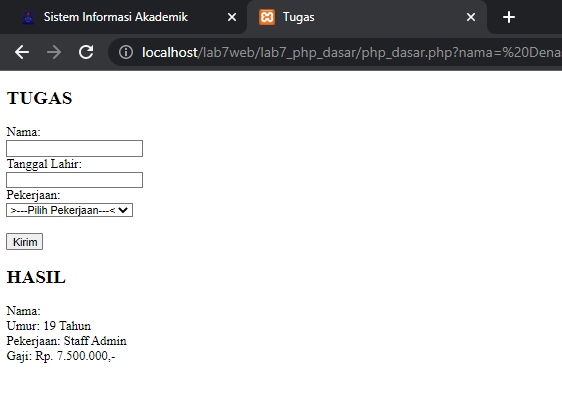 Sistem Informasi Akademik
Tugas
localhost/lab7web/lab7_php_dasar/php_dasar.php?nama=%20Dena
TUGAS
Nama:
Tanggal Lahir:
Pekerjaan:
>---Pilih Pekerjaan---<
Kirim
HASIL
Nama:
Umur: 19 Tahun
Pekerjaan: Staff Admin
Gaji: Rp. 7.500.000,-